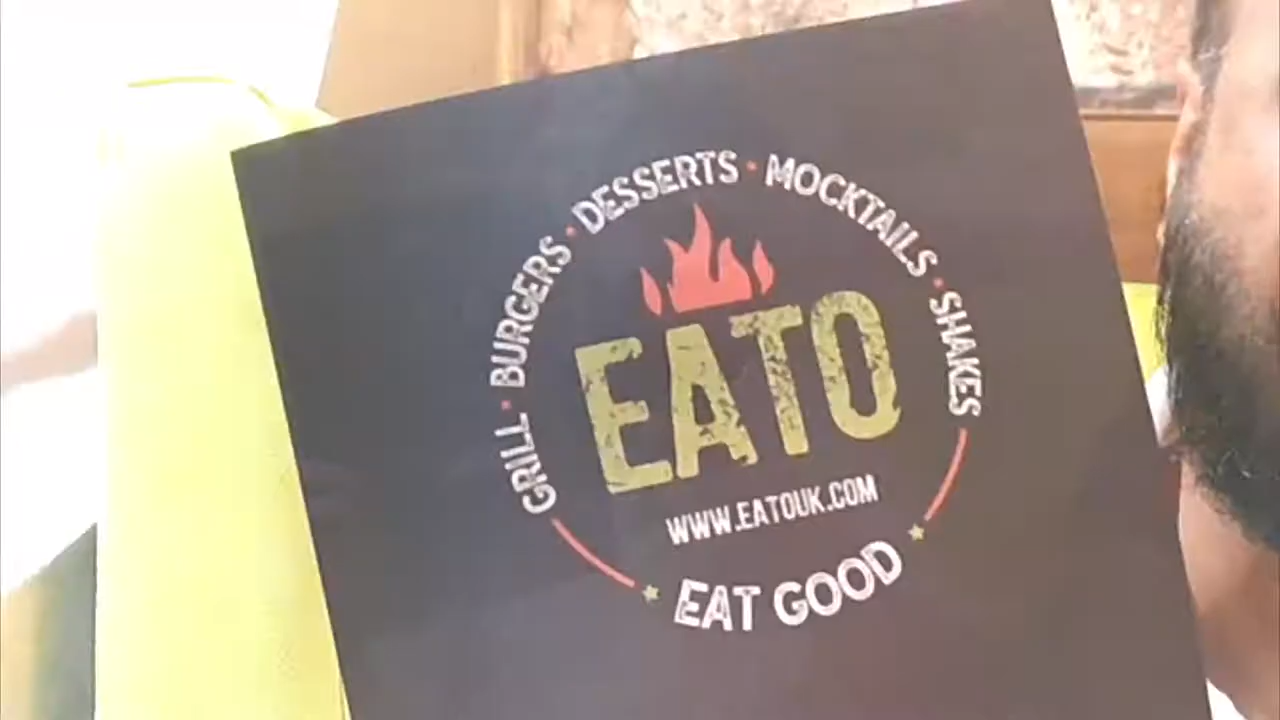 GRILL · BURGERS · DESSERTS · MOCKTAILS · SHAKES
EATO
WWW.EATOUK.COM
EAT GOOD